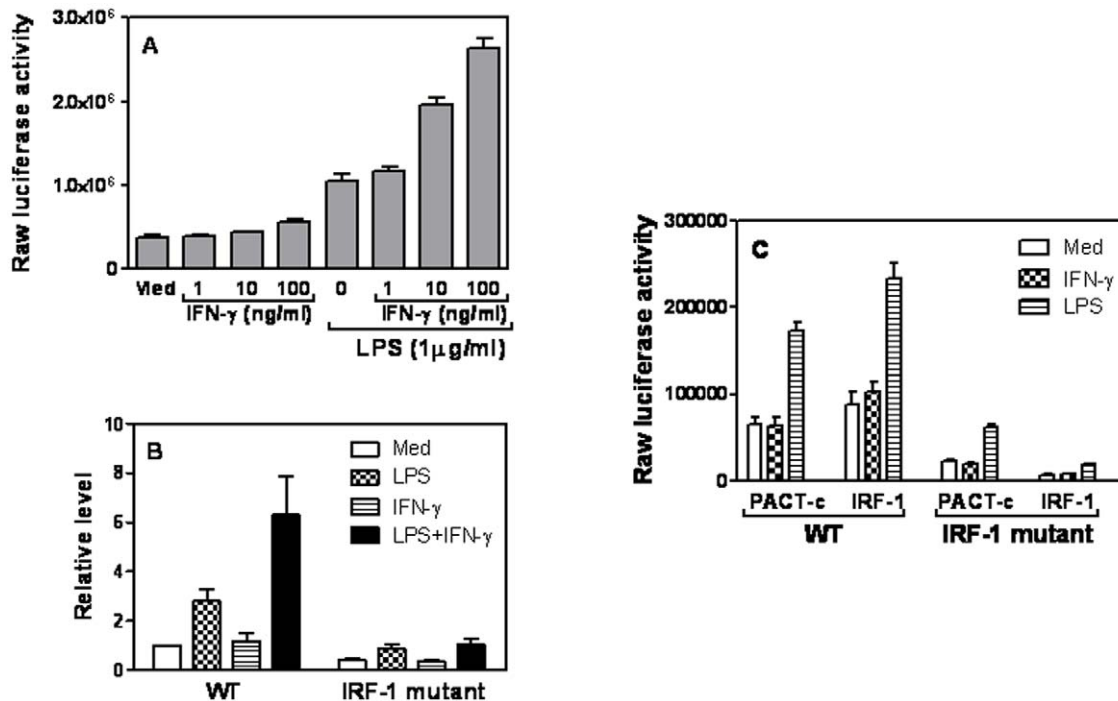 A
Raw luciferase activity
3.0x10⁶
2.0x10⁶
1.0x10⁶
0
Med 1 10 100 0 1 10 100
IFN-γ (ng/ml) IFN-γ (ng/ml)
LPS (1μg/ml)
B
Relative level
10
8
6
4
2
0
Med
LPS
IFN-γ
LPS+IFN-γ
WT IRF-1 mutant
C
Raw luciferase activity
300000
200000
100000
0
Med
IFN-γ
LPS
PACT-c IRF-1 PACT-c IRF-1
WT IRF-1 mutant